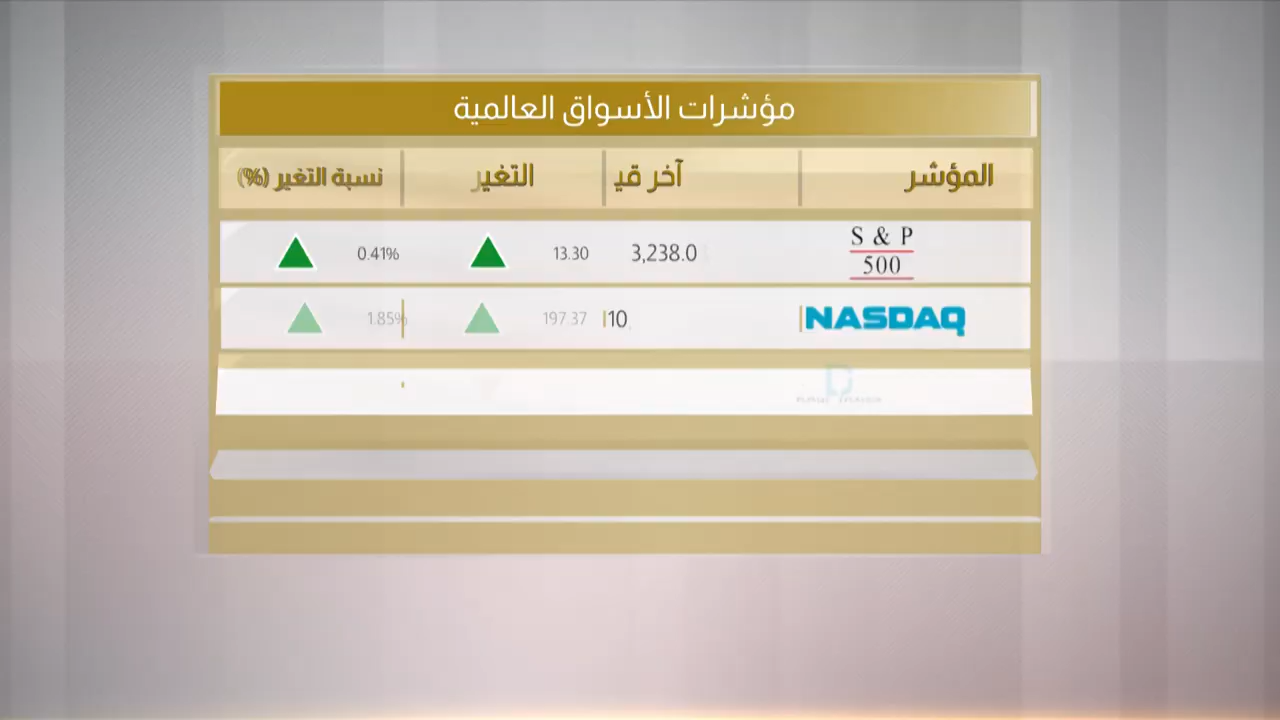 مؤشرات الأسواق العالمية
المؤشر آخر قي التغير نسبة التغير (%)
S & P 500 3,238.0 13.30 0.41%
NASDAQ 10 197.37 1.85%